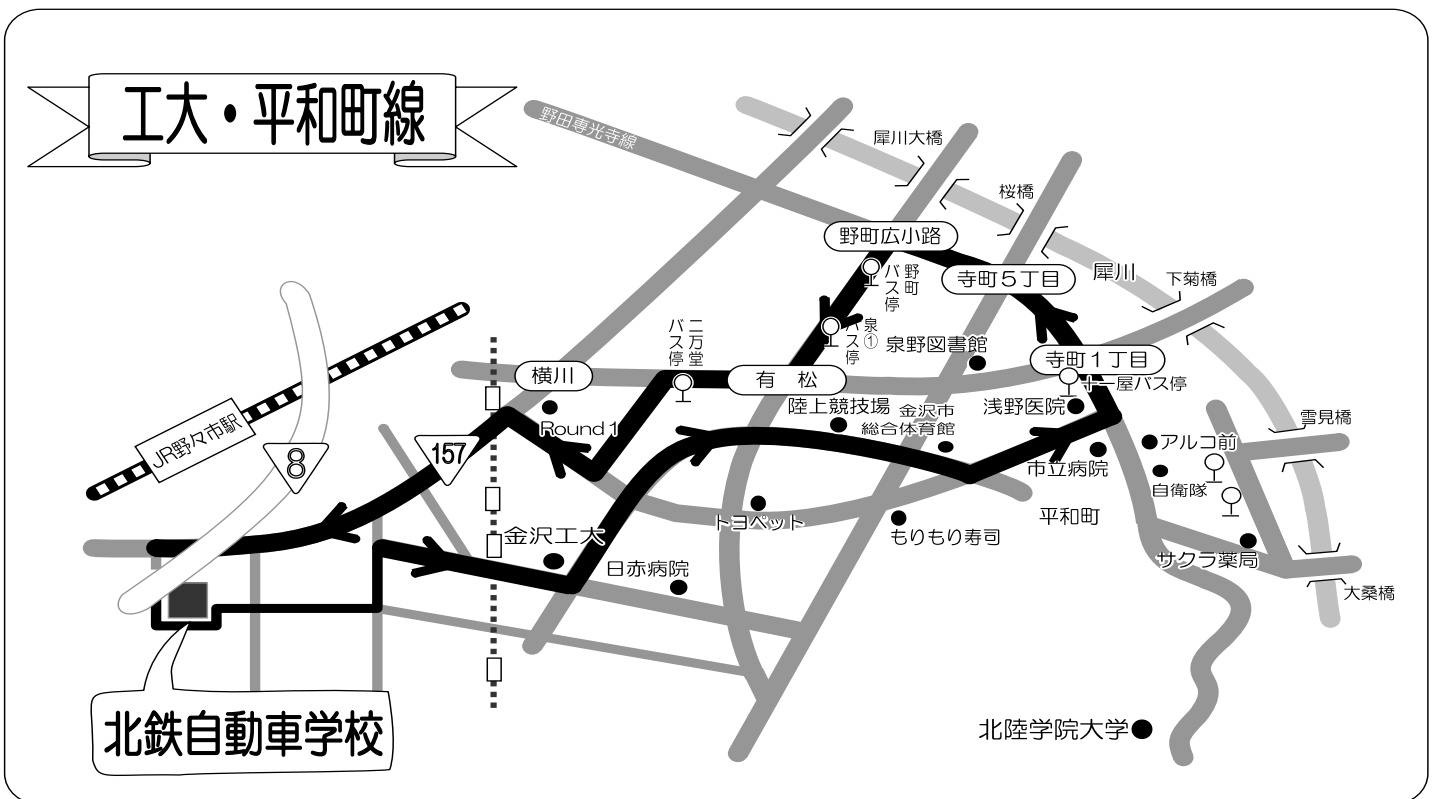 工大・平和町線
野田専光寺線
犀川大橋
桜橋
野町広小路
野町
バス停
寺町5丁目
犀川
下菊橋
泉①
バス停
二万堂
バス停
泉野図書館
寺町1丁目
横川
有 松
十一屋バス停
陸上競技場
金沢市
総合体育館
浅野医院
Round1
雪見橋
JR野々市駅
8
157
アルコ前
市立病院
自衛隊
平和町
トヨペット
もりもり寿司
金沢工大
日赤病院
サクラ薬局
大桑橋
北鉄自動車学校
北陸学院大学